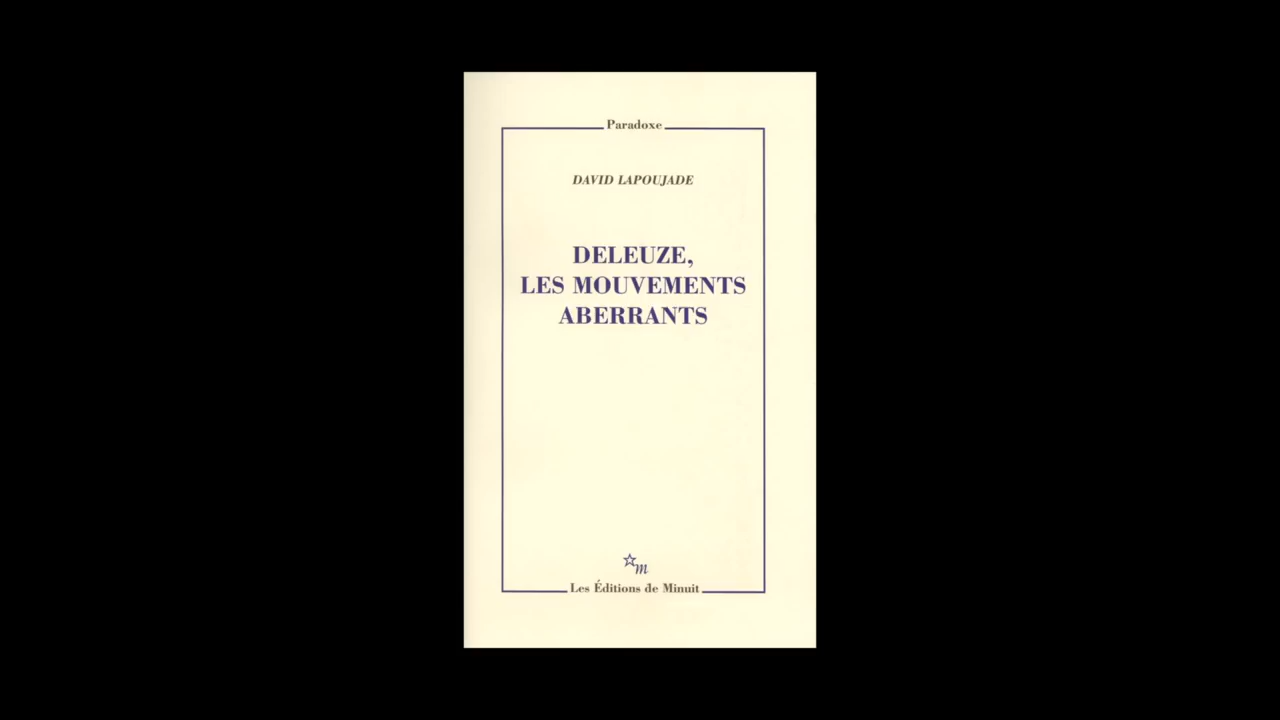 Paradoxe
DAVID LAPOUJADE
DELEUZE,
LES MOUVEMENTS
ABERRANTS
m
Les Éditions de Minuit